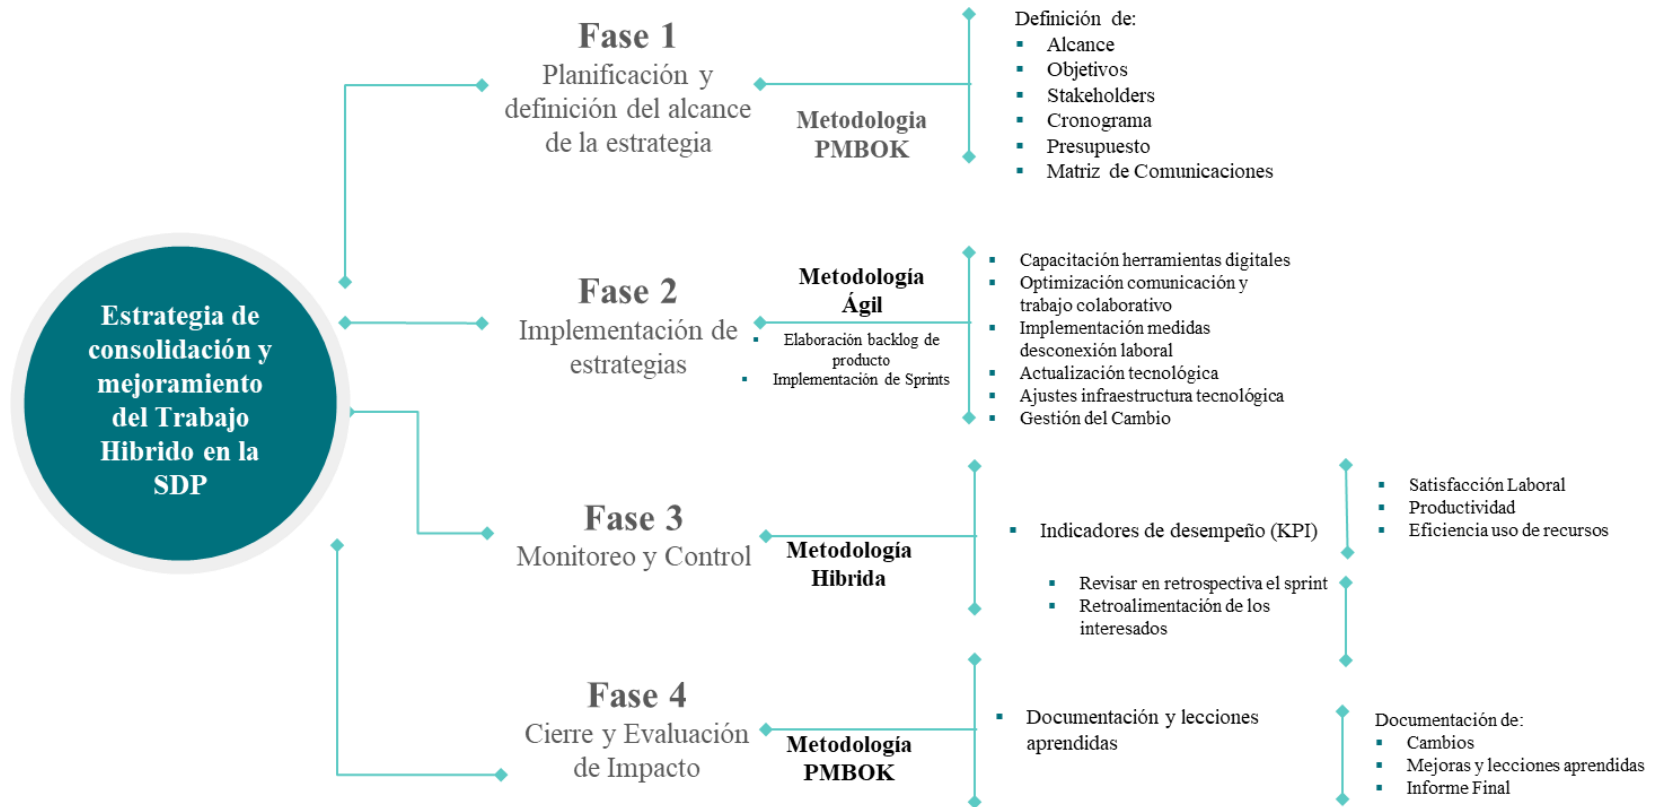 Estrategia de
consolidación y
mejoramiento
del Trabajo
Hibrido en la
SDP
Fase 1
Planificación y
definición del alcance
de la estrategia
Metodologia
PMBOK
Definición de:
▪ Alcance
▪ Objetivos
▪ Stakeholders
▪ Cronograma
▪ Presupuesto
▪ Matriz de Comunicaciones
Fase 2
Implementación de
estrategias
Metodología
Ágil
▪ Elaboración backlog de
producto
▪ Implementación de Sprints
▪ Capacitación herramientas digitales
▪ Optimización comunicación y
trabajo colaborativo
▪ Implementación medidas
desconexión laboral
▪ Actualización tecnológica
▪ Ajustes infraestructura tecnológica
▪ Gestión del Cambio
Fase 3
Monitoreo y Control
Metodología
Hibrida
▪ Indicadores de desempeño (KPI)
▪ Satisfacción Laboral
▪ Productividad
▪ Eficiencia uso de recursos
▪ Revisar en retrospectiva el sprint
▪ Retroalimentación de los
interesados
Fase 4
Cierre y Evaluación
de Impacto
Metodología
PMBOK
▪ Documentación y lecciones
aprendidas
Documentación de:
▪ Cambios
▪ Mejoras y lecciones aprendidas
▪ Informe Final